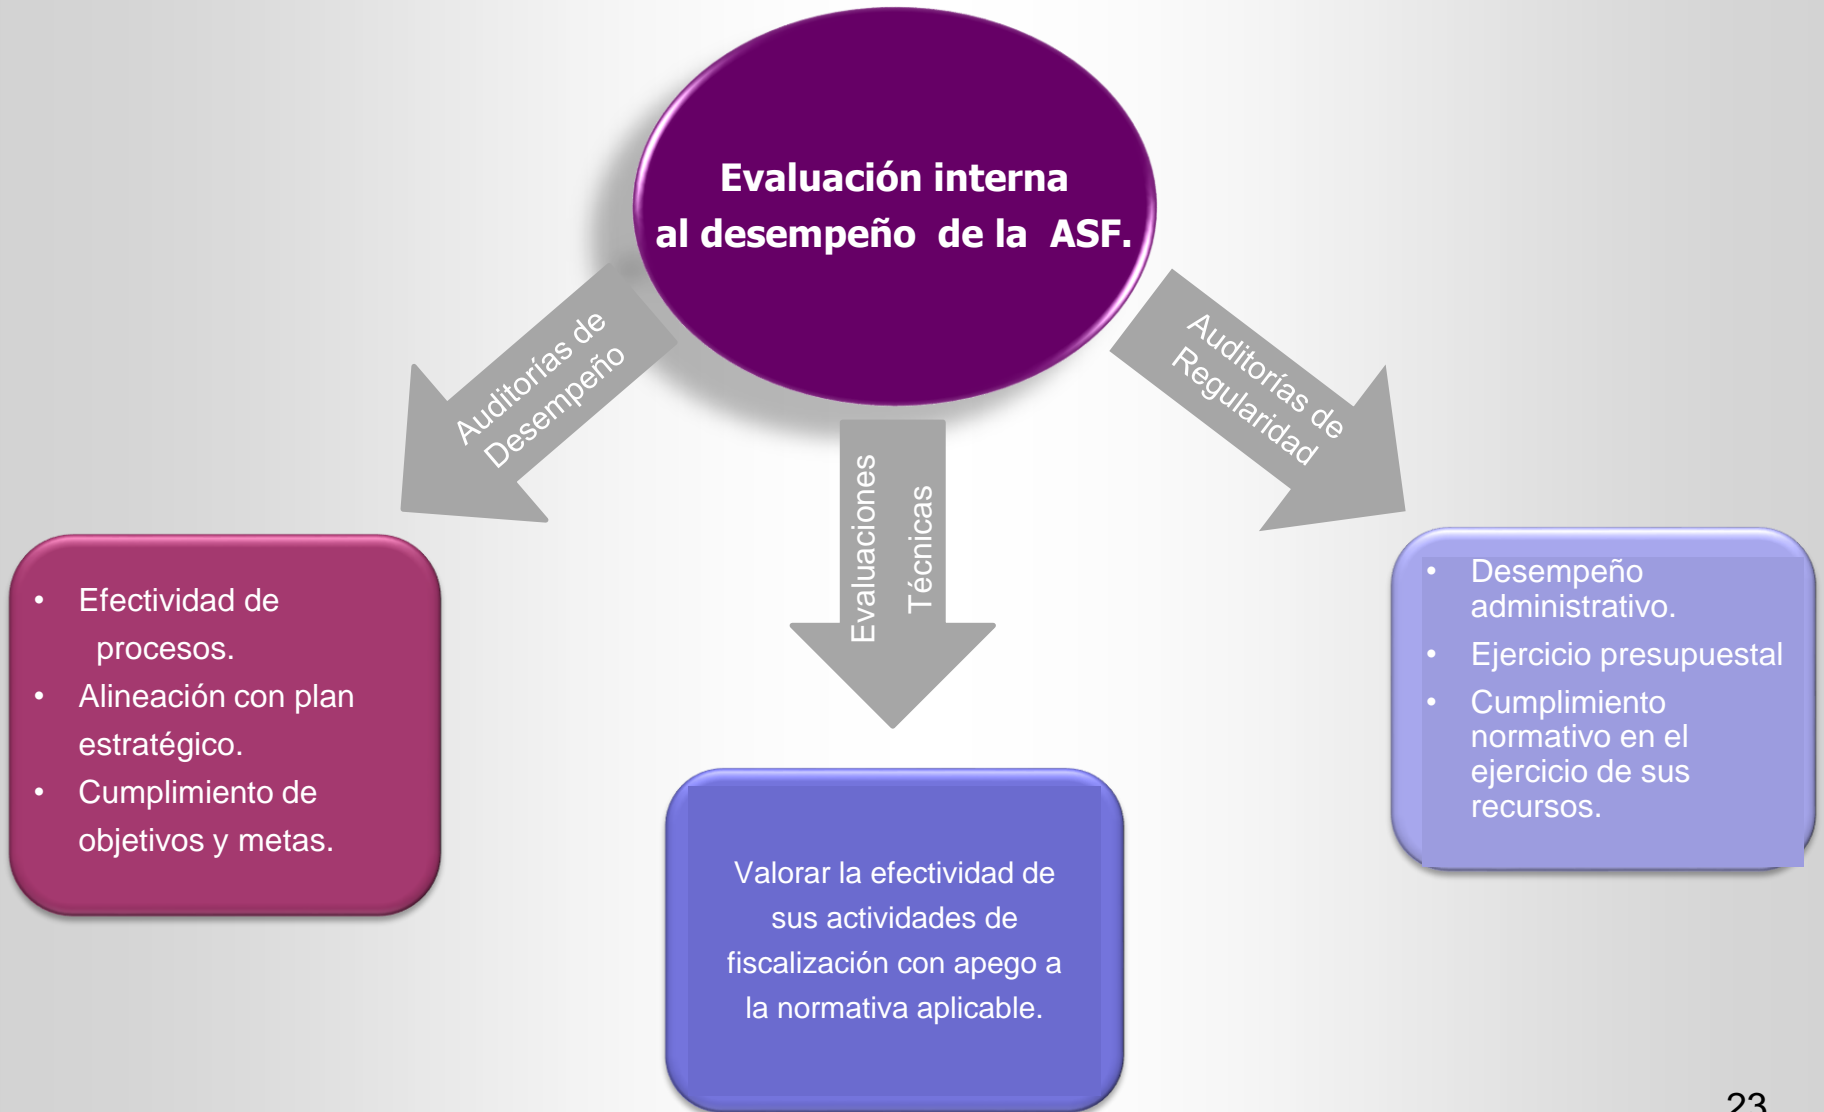 Evaluación interna
al desempeño de la ASF.
Auditorías de
Desempeño
Evaluaciones
Técnicas
Auditorías de
Regularidad
• Efectividad de
procesos.
• Alineación con plan
estratégico.
• Cumplimiento de
objetivos y metas.
Valorar la efectividad de
sus actividades de
fiscalización con apego a
la normativa aplicable.
• Desempeño
administrativo.
• Ejercicio presupuestal
• Cumplimiento
normativo en el
ejercicio de sus
recursos.
23